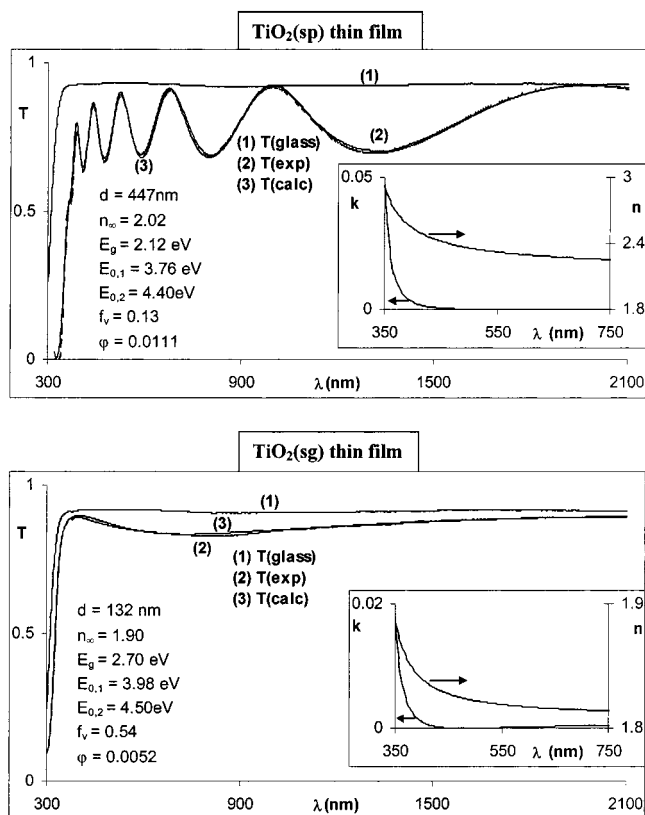 TiO₂(sp) thin film
1
T
(1)
(2)
(3)
(1) T(glass)
(2) T(exp)
(3) T(calc)
d = 447nm
n∞ = 2.02
Eg = 2.12 eV
E0,1 = 3.76 eV
E0,2 = 4.40eV
fv = 0.13
φ = 0.0111
0.5
0
300
900
λ(nm)
1500
2100
0.05
k
0
3
n
2.4
1.8
350
550
λ (nm)
750
TiO₂(sg) thin film
1
T
(1)
(3)
(2)
(1) T(glass)
(2) T(exp)
(3) T(calc)
0.5
d = 132 nm
n∞ = 1.90
Eg = 2.70 eV
E0,1 = 3.98 eV
E0,2 = 4.50eV
fv = 0.54
φ = 0.0052
0
300
900
λ(nm)
1500
2100
0.02
k
0
1.9
n
1.8
350
550
λ (nm)
750